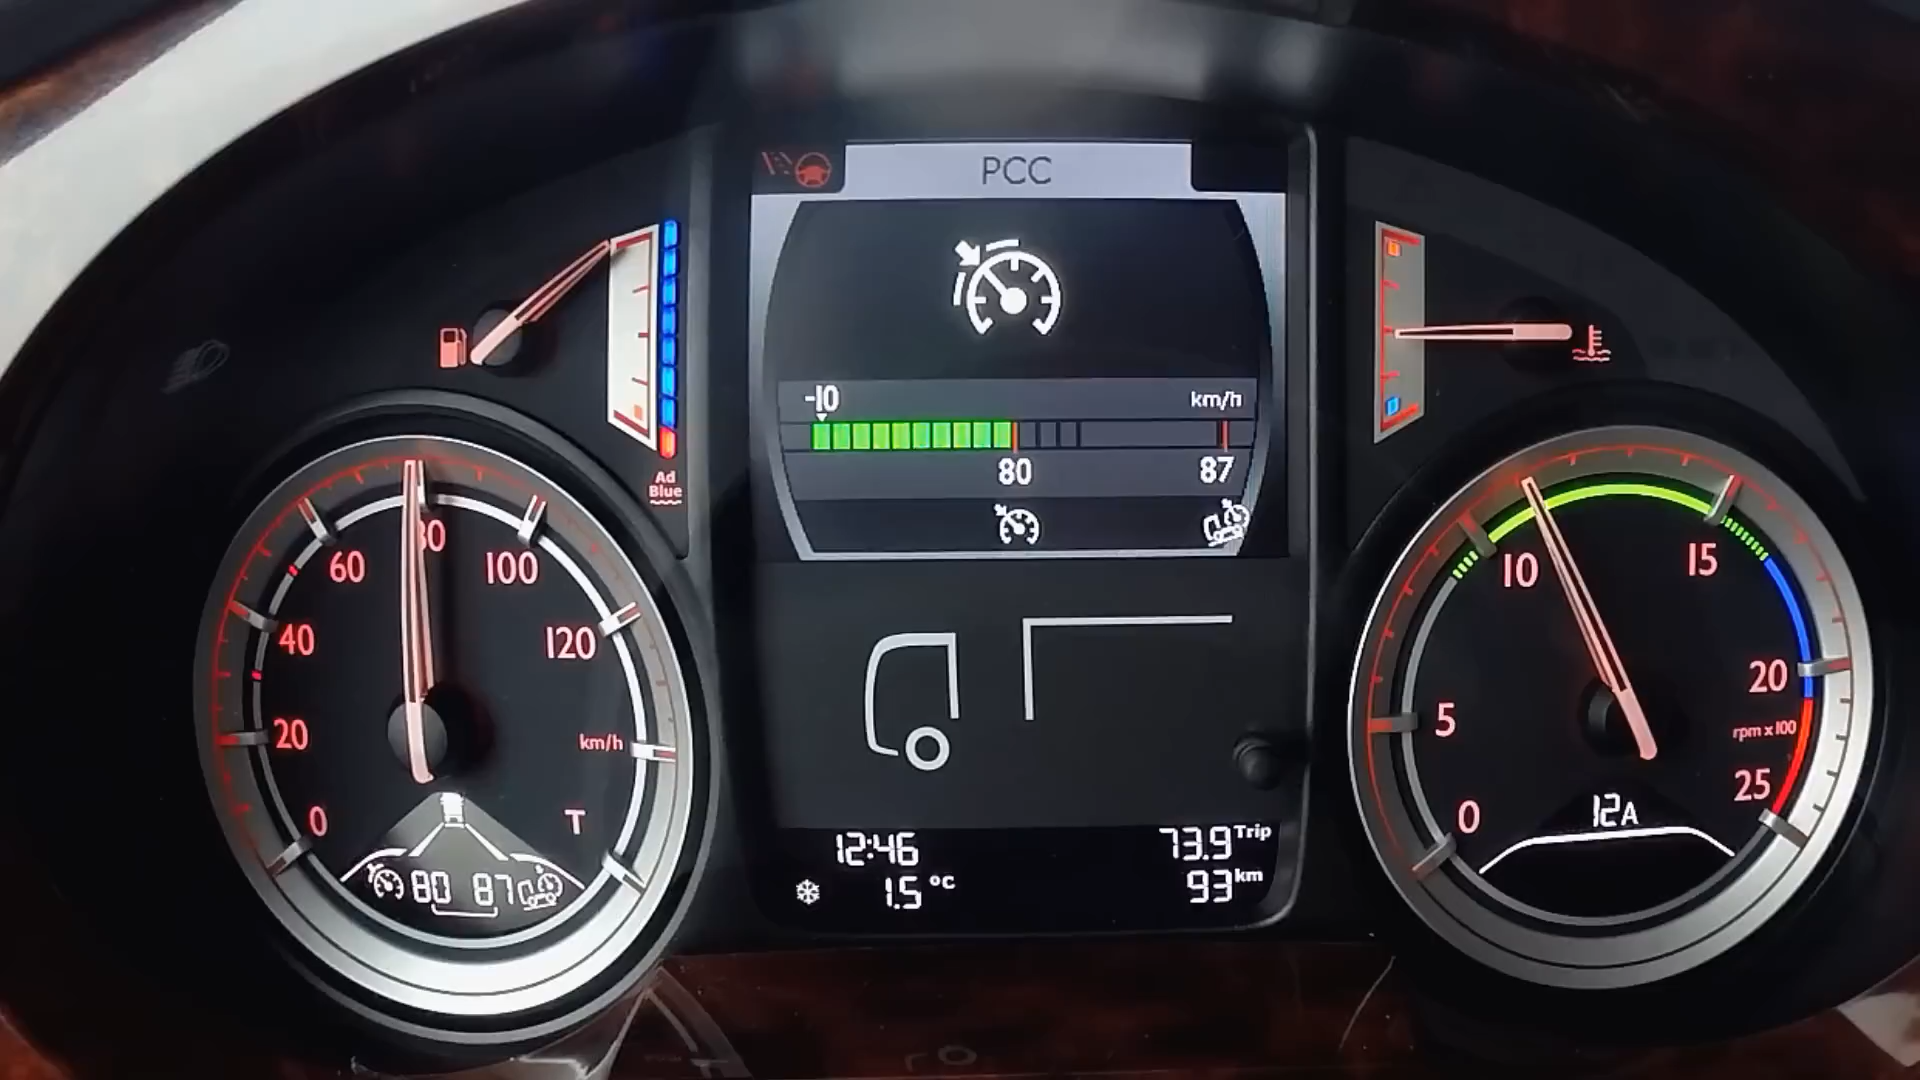 PCC
-10 km/h
80 87
Ad
Blue
0 20 40 60 80 100 120
km/h
T
80 87
12:46 73.9 Trip
1.5 °C 93 km
0 5 10 15 20 25
rpm x 100
12A